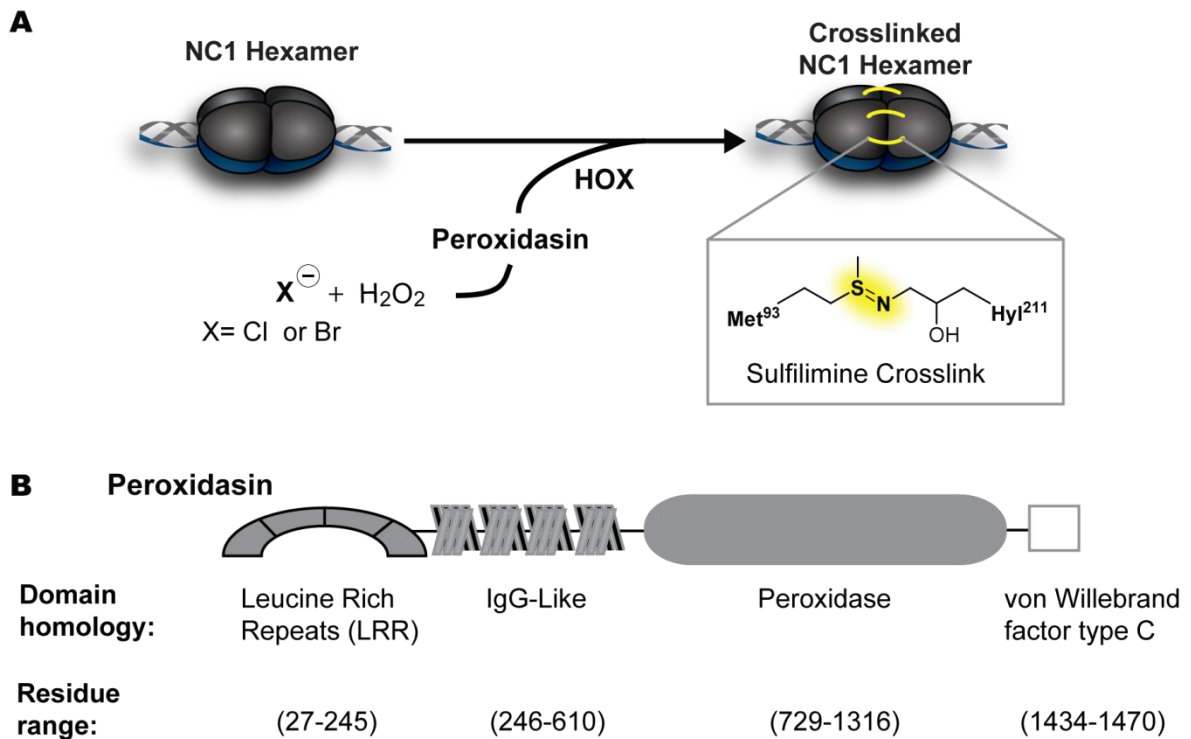 A
NC1 Hexamer
Crosslinked
NC1 Hexamer
HOX
Peroxidasin
X⊖ + H₂O₂
X= Cl or Br
Met⁹³
S=N
OH
Hyl²¹¹
Sulfilimine Crosslink
B
Peroxidasin
Domain
homology:
Leucine Rich
Repeats (LRR)
IgG-Like
Peroxidase
von Willebrand
factor type C
Residue
range:
(27-245)
(246-610)
(729-1316)
(1434-1470)